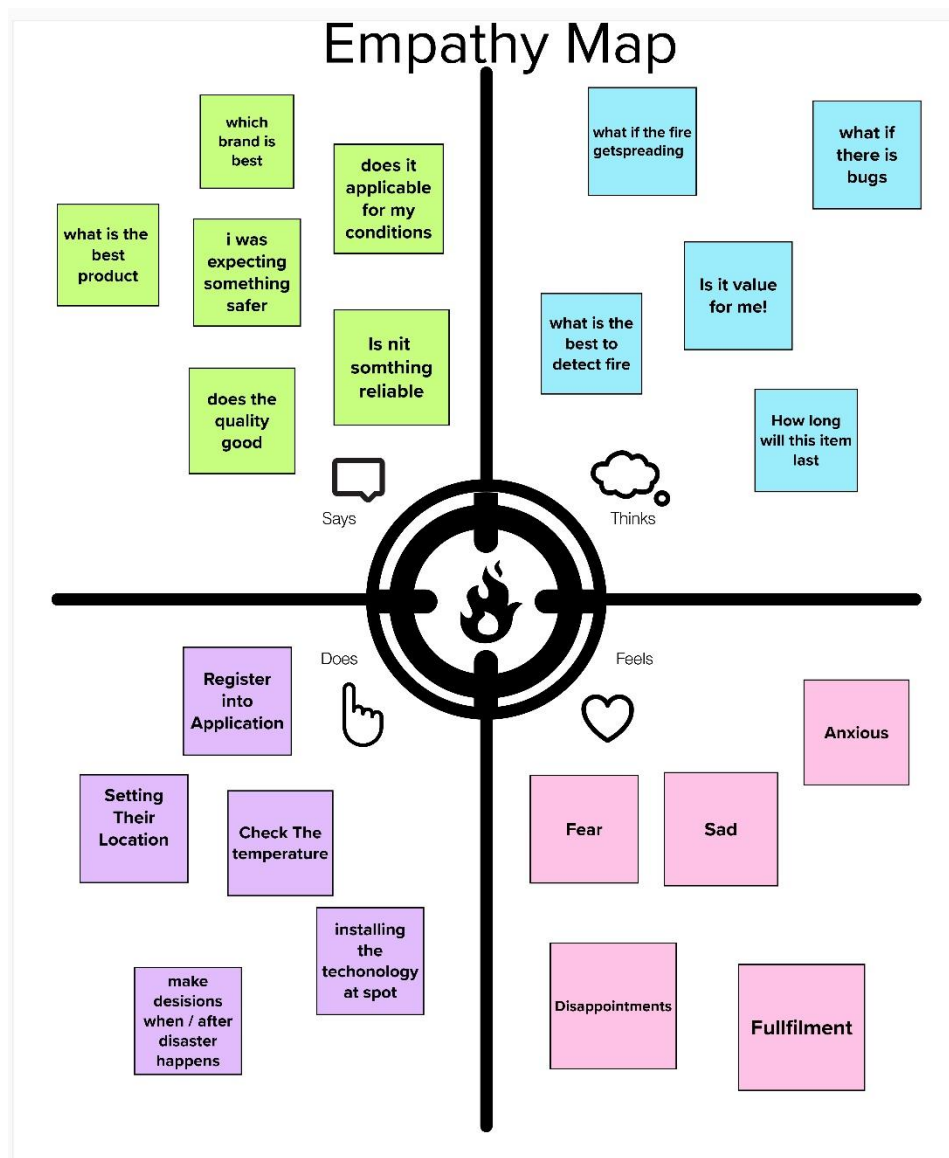 Empathy Map
which
brand is
best
does it
applicable
for my
conditions
what is the
best
product
i was
expecting
something
safer
Is nit
somthing
reliable
does the
quality
good
Says
what if the fire
getspreading
what if
there is
bugs
Is it value
for me!
what is the
best to
detect fire
How long
will this item
last
Thinks
Does
Register
into
Application
Setting
Their
Location
Check The
temperature
installing
the
techonology
at spot
make
desisions
when / after
disaster
happens
Feels
Anxious
Fear
Sad
Disappointments
Fullfilment